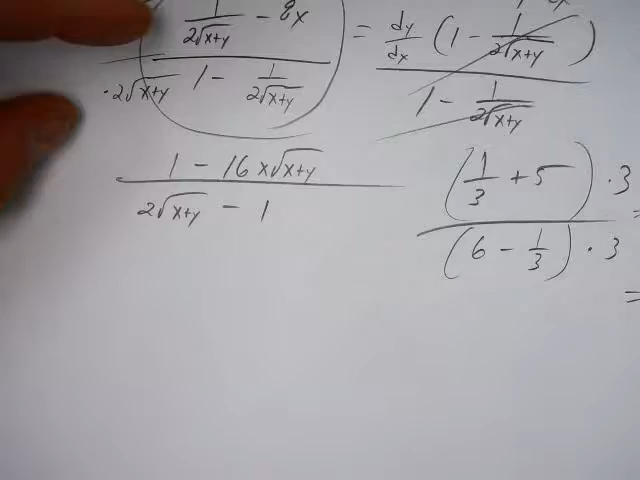 1/(2√x+y) - 8x = dy/dx (1 - 1/(2√x+y))
·2√x+y 1 - 1/(2√x+y) 1 - 1/(2√x+y)
1 - 16x√x+y
2√x+y - 1
(1/3 + 5) · 3 =
(6 - 1/3) · 3
=